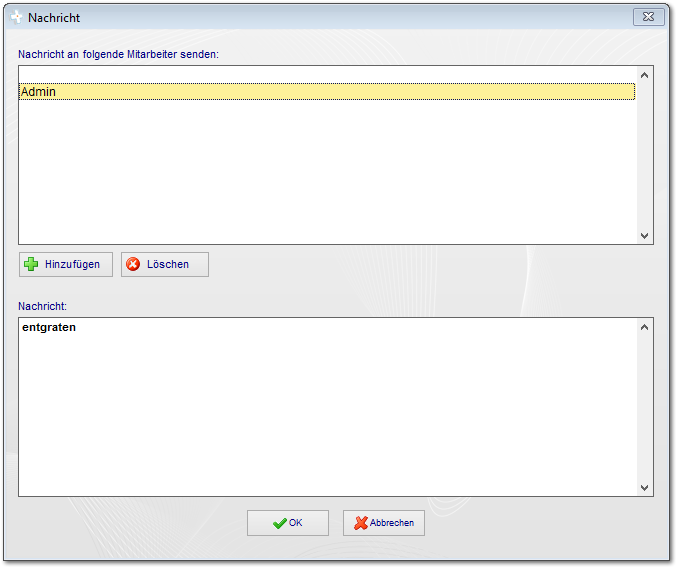 Nachricht
Nachricht an folgende Mitarbeiter senden:
Admin
Hinzufügen
Löschen
Nachricht:
entgraten
OK
Abbrechen